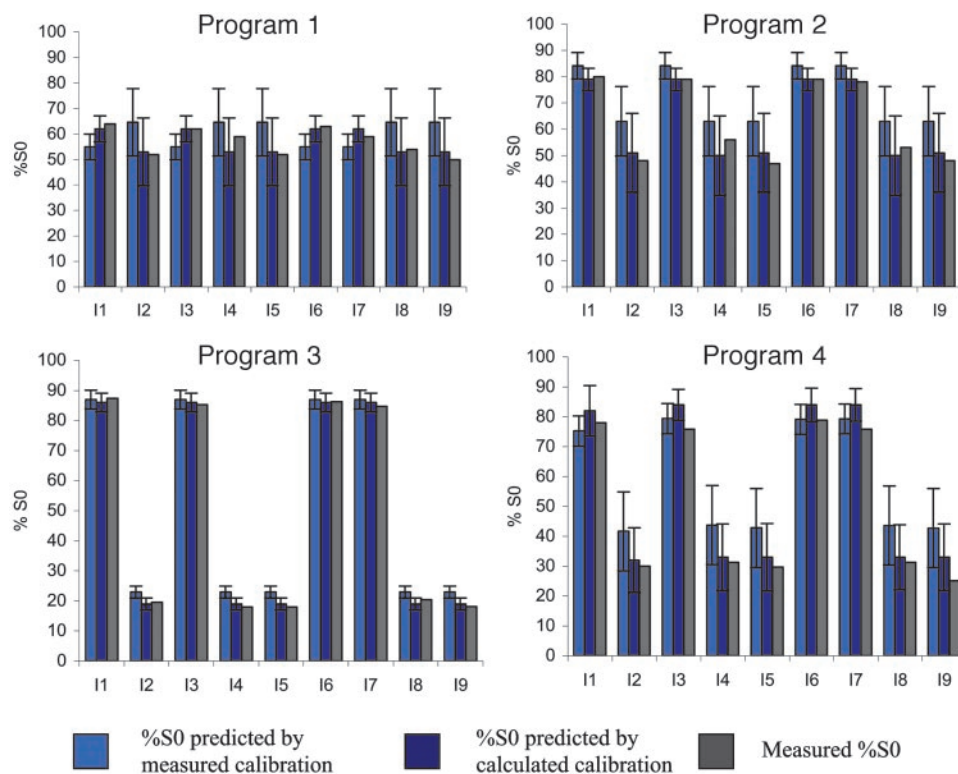 Program 1
100
90
80
70
60
50
40
30
20
10
0
%S0
I1 I2 I3 I4 I5 I6 I7 I8 I9
Program 2
100
90
80
70
60
50
40
30
20
10
0
% S0
I1 I2 I3 I4 I5 I6 I7 I8 I9
Program 3
100
90
80
70
60
50
40
30
20
10
0
% S0
I1 I2 I3 I4 I5 I6 I7 I8 I9
Program 4
100
90
80
70
60
50
40
30
20
10
0
% S0
I1 I2 I3 I4 I5 I6 I7 I8 I9
%S0 predicted by
measured calibration
%S0 predicted by
calculated calibration
Measured %S0